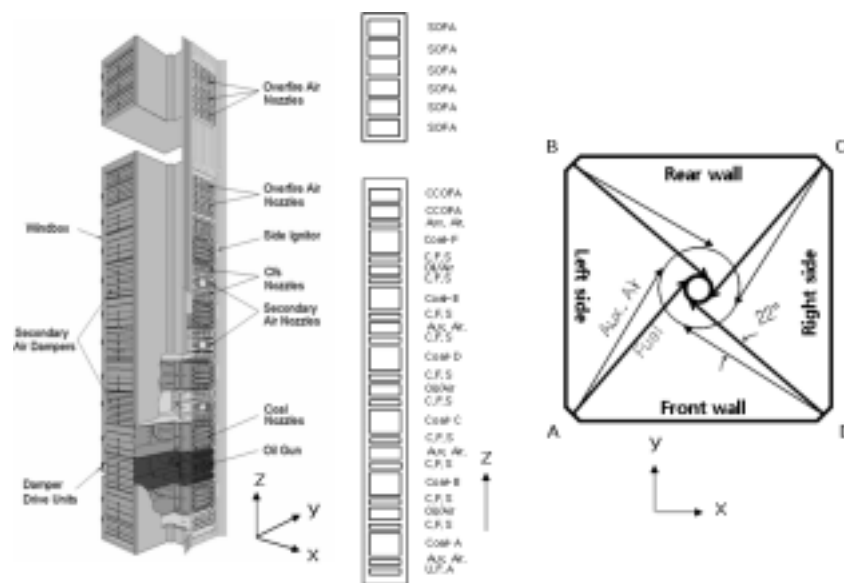 Overfire Air
Nozzles
Overfire Air
Nozzles
Windbox
Side Ignitor
Nozzles
Secondary
Air Nozzles
Secondary
Air Dampers
Coal
Nozzles
Oil Gun
Damper
Drive Units
Z
y
x
SOFA
SOFA
SOFA
SOFA
SOFA
SOFA
CCOFA
CCOFA
Aux. Air.
Coal-F
C.F.S
Oil/Air
C.F.S
C.F.S
Aux. Air.
C.F.S
Coal-D
C.F.S
Oil/Air
C.F.S
Coal-C
C.F.S
Aux. Air.
C.F.S
Coal-B
C.F.S
Oil/Air
C.F.S
Coal-A
Aux. Air.
U.F.A
Z
B
Rear wall
Left side
Right side
Aux. Air
Fuel
22°
Front wall
A
y
x